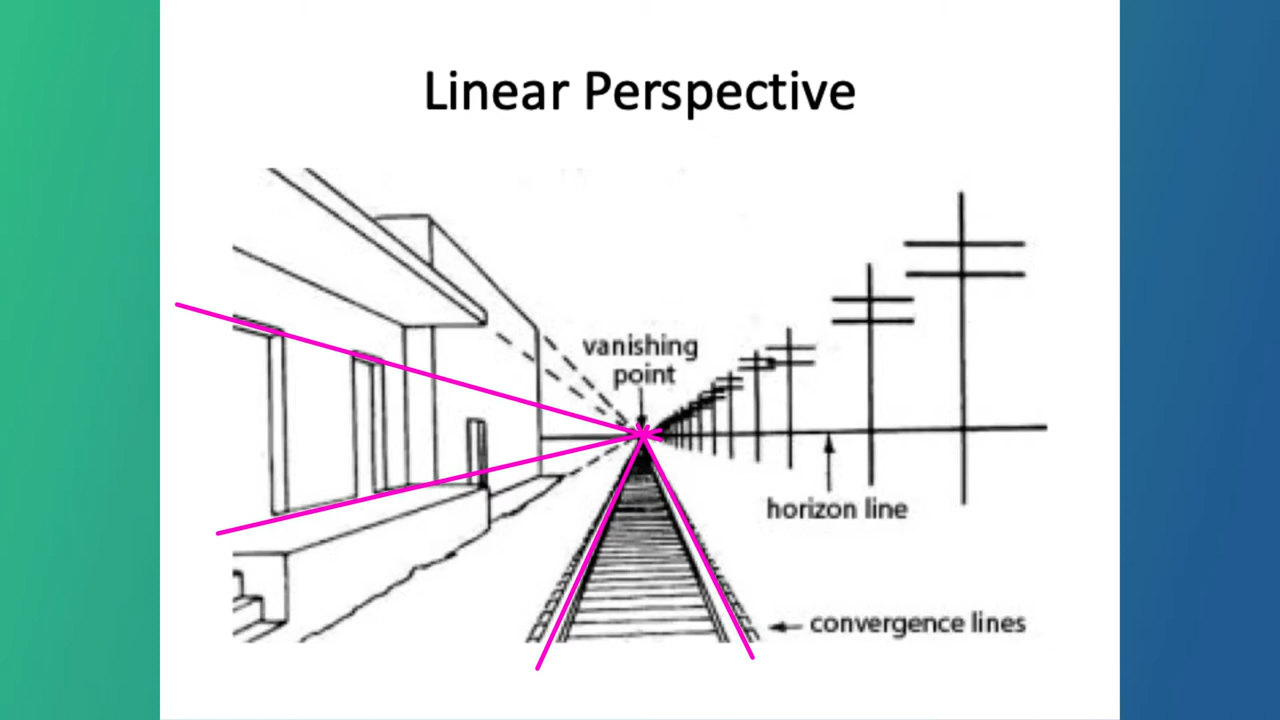 Linear Perspective
vanishing
point
horizon line
convergence lines